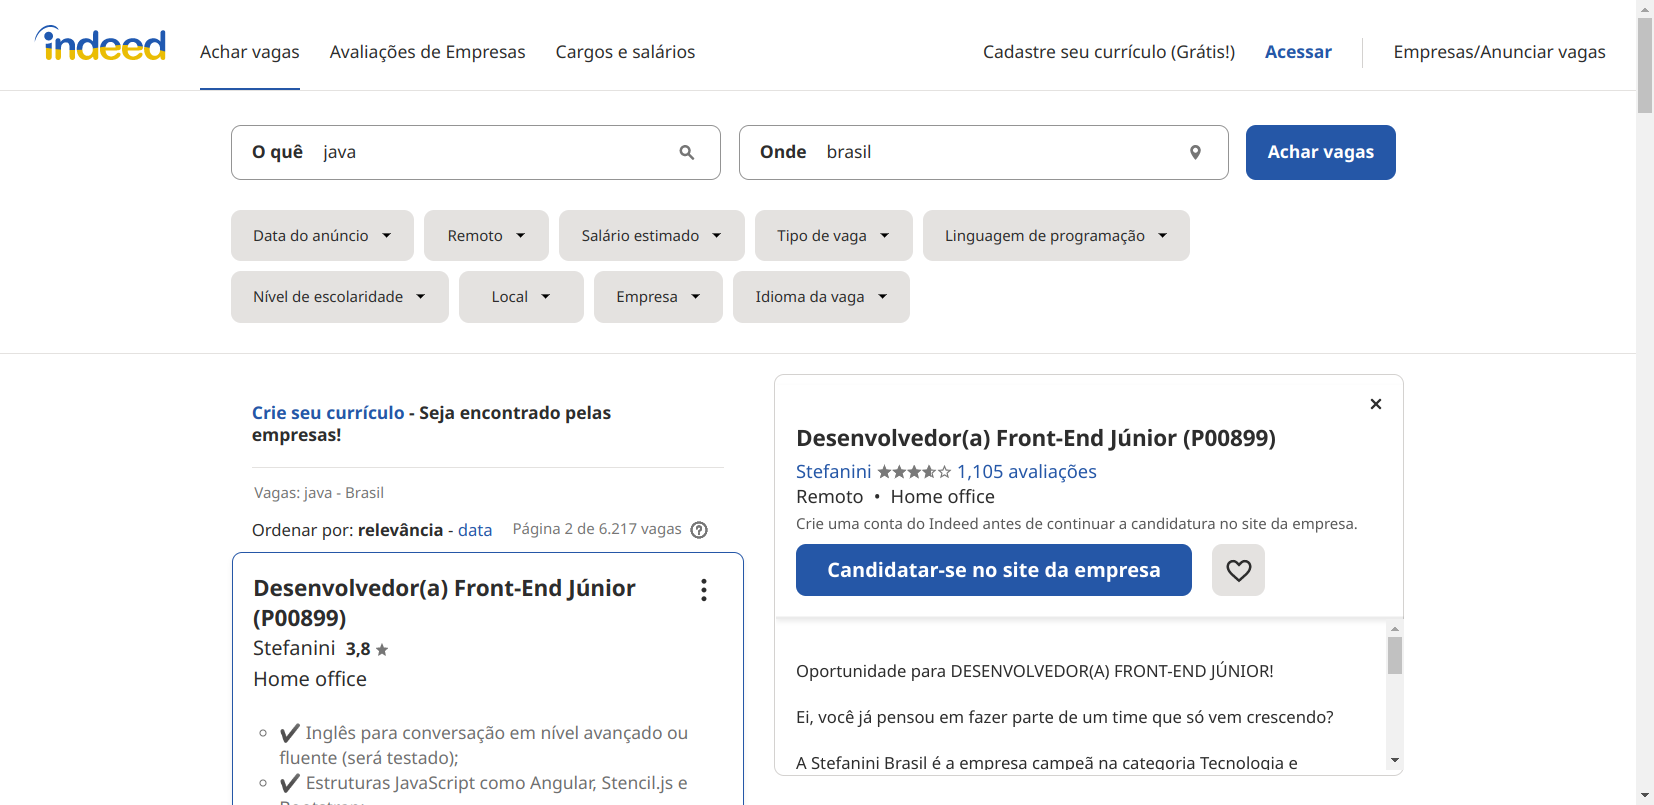 indeed
Achar vagas
Avaliações de Empresas
Cargos e salários
Cadastre seu currículo (Grátis!)
Acessar
Empresas/Anunciar vagas
O quê java
Onde brasil
Achar vagas
Data do anúncio
Remoto
Salário estimado
Tipo de vaga
Linguagem de programação
Nível de escolaridade
Local
Empresa
Idioma da vaga
Crie seu currículo - Seja encontrado pelas
empresas!
Vagas: java - Brasil
Ordenar por: relevância - data
Página 2 de 6.217 vagas
Desenvolvedor(a) Front-End Júnior
(P00899)
Stefanini 3,8
Home office
✔ Inglês para conversação em nível avançado ou
fluente (será testado);
✔ Estruturas JavaScript como Angular, Stencil.js e
Desenvolvedor(a) Front-End Júnior (P00899)
Stefanini 1,105 avaliações
Remoto • Home office
Crie uma conta do Indeed antes de continuar a candidatura no site da empresa.
Candidatar-se no site da empresa
Oportunidade para DESENVOLVEDOR(A) FRONT-END JÚNIOR!
Ei, você já pensou em fazer parte de um time que só vem crescendo?
A Stefanini Brasil é a empresa campeã na categoria Tecnologia e